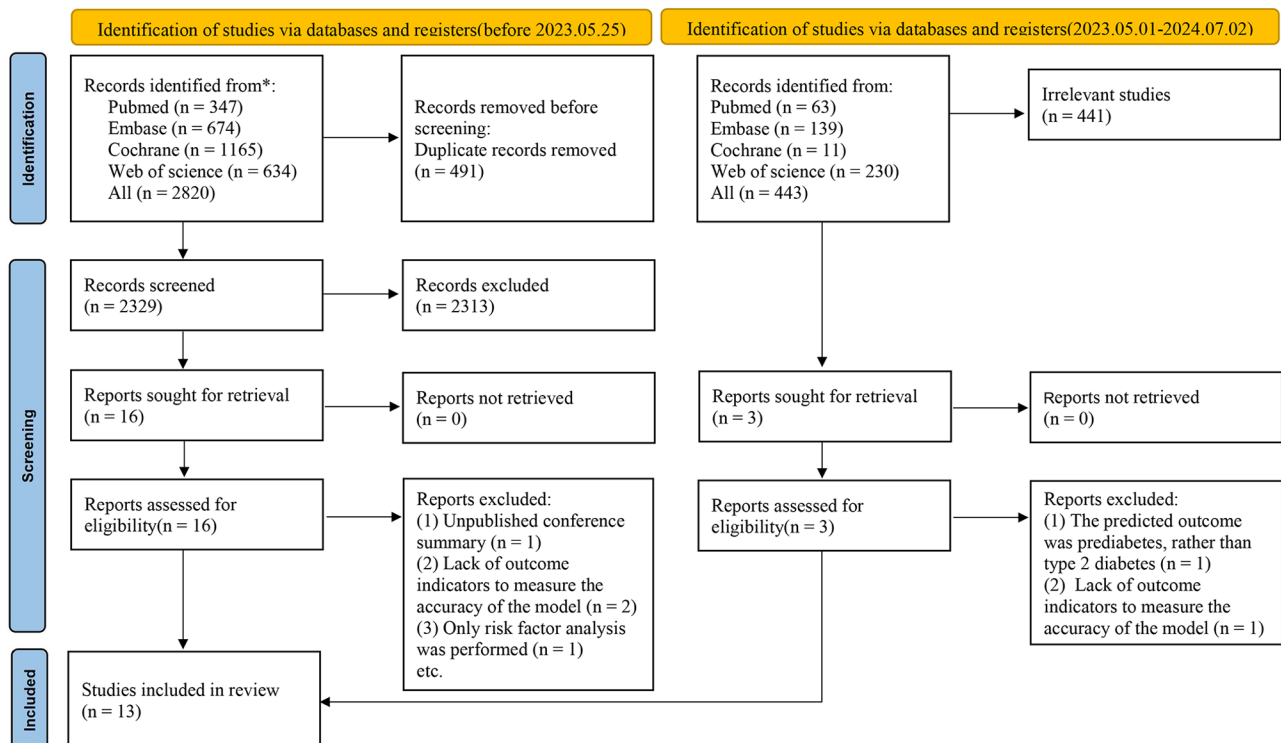 Identification of studies via databases and registers(before 2023.05.25)
Identification of studies via databases and registers(2023.05.01-2024.07.02)
Identification
Records identified from*:
Pubmed (n = 347)
Embase (n = 674)
Cochrane (n = 1165)
Web of science (n = 634)
All (n = 2820)
Records removed before
screening:
Duplicate records removed
(n = 491)
Records identified from:
Pubmed (n = 63)
Embase (n = 139)
Cochrane (n = 11)
Web of science (n = 230)
All (n = 443)
Irrelevant studies
(n = 441)
Screening
Records screened
(n = 2329)
Records excluded
(n = 2313)
Reports sought for retrieval
(n = 16)
Reports not retrieved
(n = 0)
Reports sought for retrieval
(n = 3)
Reports not retrieved
(n = 0)
Reports assessed for
eligibility(n = 16)
Reports excluded:
(1) Unpublished conference
summary (n = 1)
(2) Lack of outcome
indicators to measure the
accuracy of the model (n = 2)
(3) Only risk factor analysis
was performed (n = 1)
etc.
Reports assessed for
eligibility(n = 3)
Reports excluded:
(1) The predicted outcome
was prediabetes, rather than
type 2 diabetes (n = 1)
(2) Lack of outcome
indicators to measure the
accuracy of the model (n = 1)
Included
Studies included in review
(n = 13)